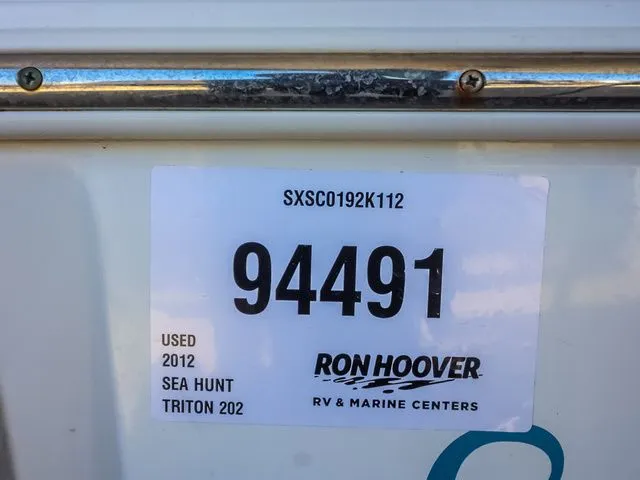 SXSC0192K112
94491
USED
2012
SEA HUNT
TRITON 202
RON HOOVER
RV & MARINE CENTERS